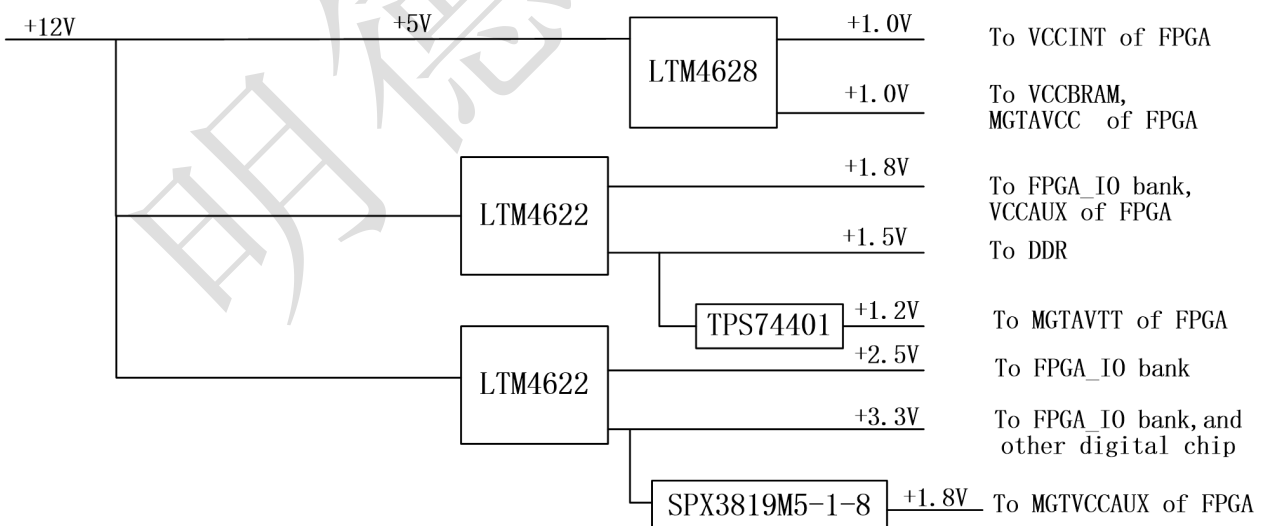 +12V
+5V
+1.0V
To VCCINT of FPGA
LTM4628
+1.0V
To VCCBRAM,
MGTAVCC of FPGA
+1.8V
To FPGA_IO bank,
VCCAUX of FPGA
LTM4622
+1.5V
To DDR
TPS74401
+1.2V
To MGTAVTT of FPGA
+2.5V
To FPGA_IO bank
LTM4622
+3.3V
To FPGA_IO bank,and
other digital chip
SPX3819M5-1-8
+1.8V
To MGTVCCAUX of FPGA
明德